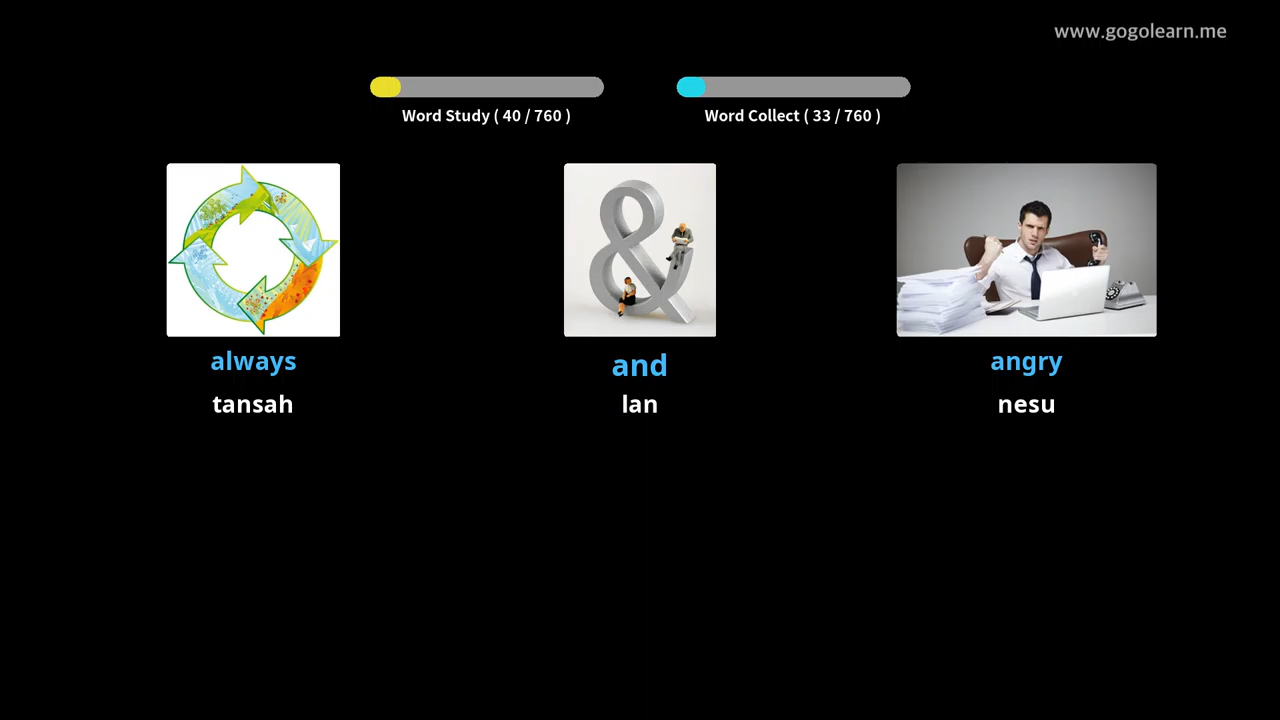 www.gogolearn.me
Word Study ( 40 / 760 )
Word Collect ( 33 / 760 )
&
always
and
angry
tansah
lan
nesu